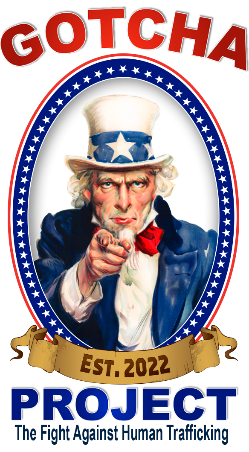 GOTCHA
EST. 2022
PROJECT
The Fight Against Human Trafficking